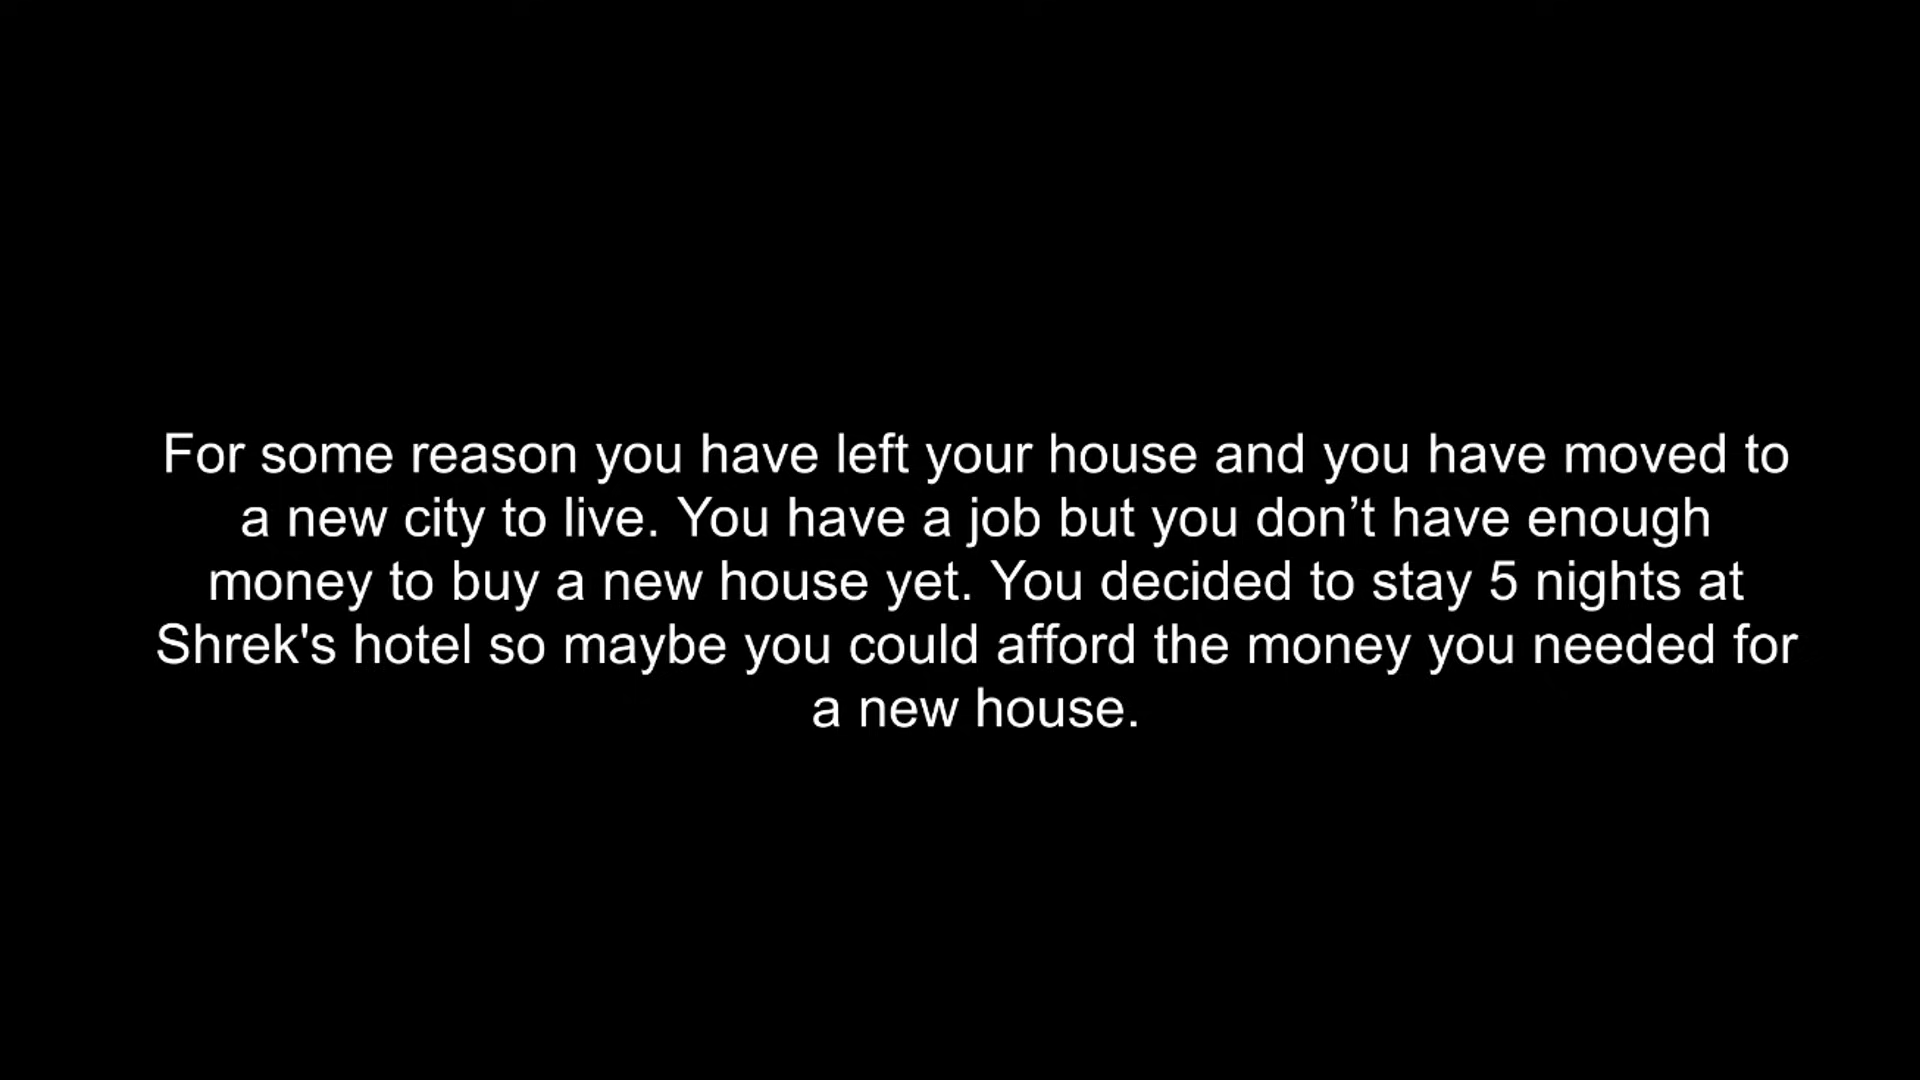 For some reason you have left your house and you have moved to
a new city to live. You have a job but you don’t have enough
money to buy a new house yet. You decided to stay 5 nights at
Shrek's hotel so maybe you could afford the money you needed for
a new house.